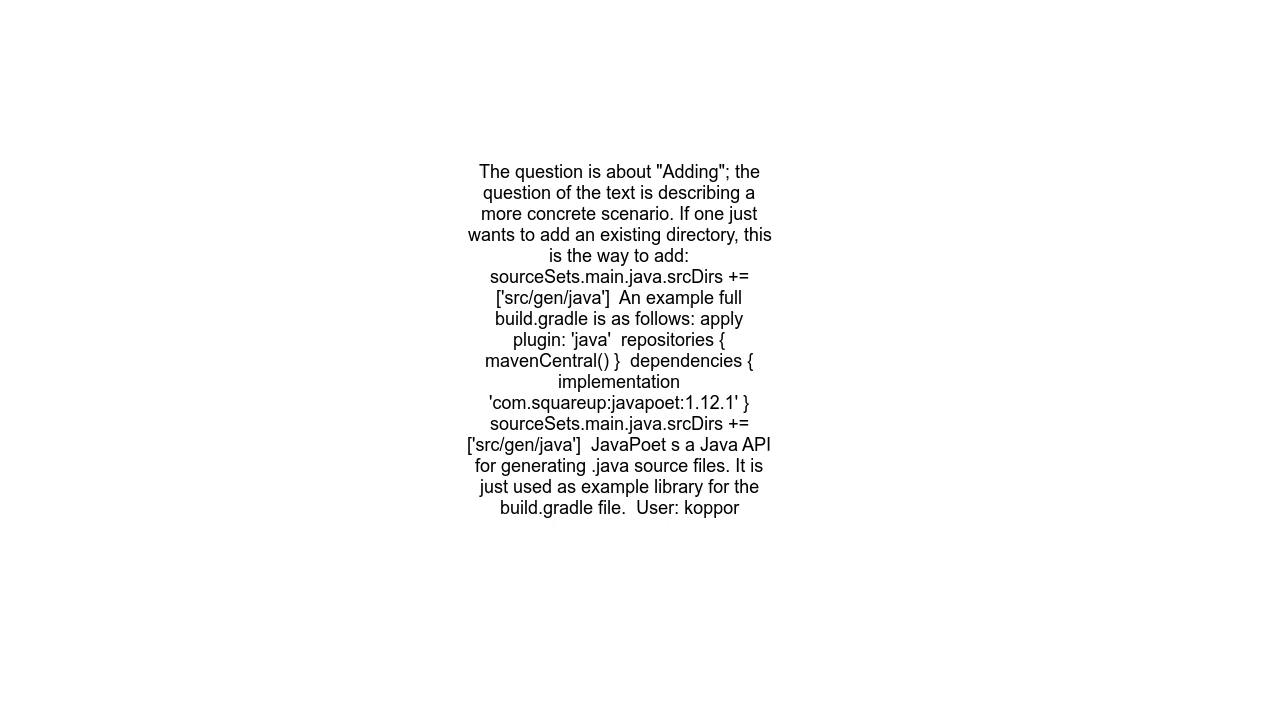 The question is about "Adding"; the
question of the text is describing a
more concrete scenario. If one just
wants to add an existing directory, this
is the way to add:
sourceSets.main.java.srcDirs +=
['src/gen/java']  An example full
build.gradle is as follows: apply
plugin: 'java'  repositories {
mavenCentral() }  dependencies {
implementation
'com.squareup:javapoet:1.12.1' }
sourceSets.main.java.srcDirs +=
['src/gen/java']  JavaPoet s a Java API
for generating .java source files. It is
just used as example library for the
build.gradle file.  User: koppor